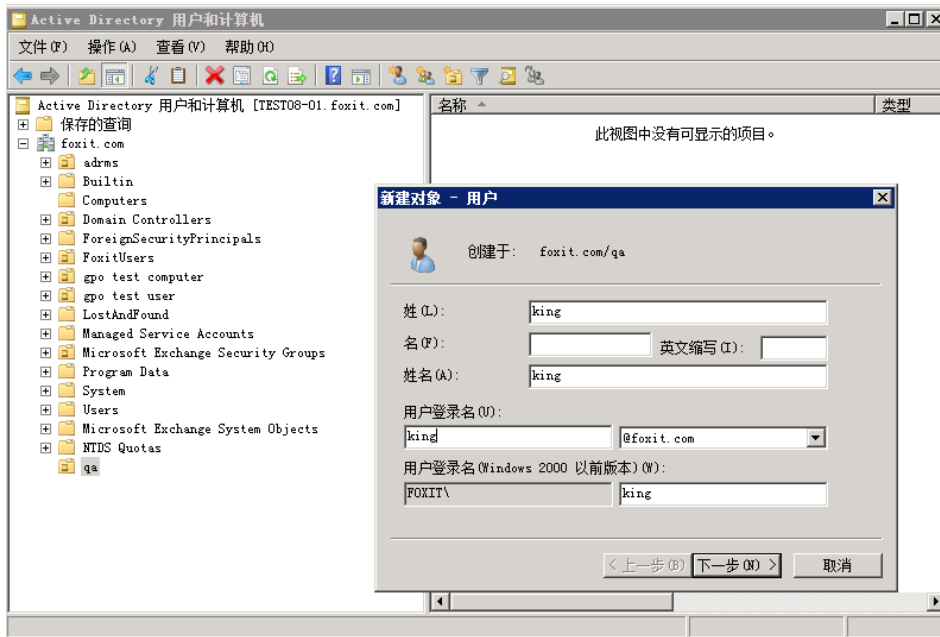 Active Directory 用户和计算机
文件(F) 操作(A) 查看(V) 帮助(H)
Active Directory 用户和计算机 [TEST08-01.foxit.com]
保存的查询
foxit.com
adrms
Builtin
Computers
Domain Controllers
ForeignSecurityPrincipals
FoxitUsers
gpo test computer
gpo test user
LostAndFound
Managed Service Accounts
Microsoft Exchange Security Groups
Program Data
System
Users
Microsoft Exchange System Objects
NTDS Quotas
qa
名称 类型
此视图中没有可显示的项目。
新建对象 - 用户
创建于: foxit.com/qa
姓(L): king
名(F): 英文缩写(I):
姓名(A): king
用户登录名(U):
king @foxit.com
用户登录名(Windows 2000 以前版本)(W):
FOXIT\ king
< 上一步(B) 下一步(N) > 取消